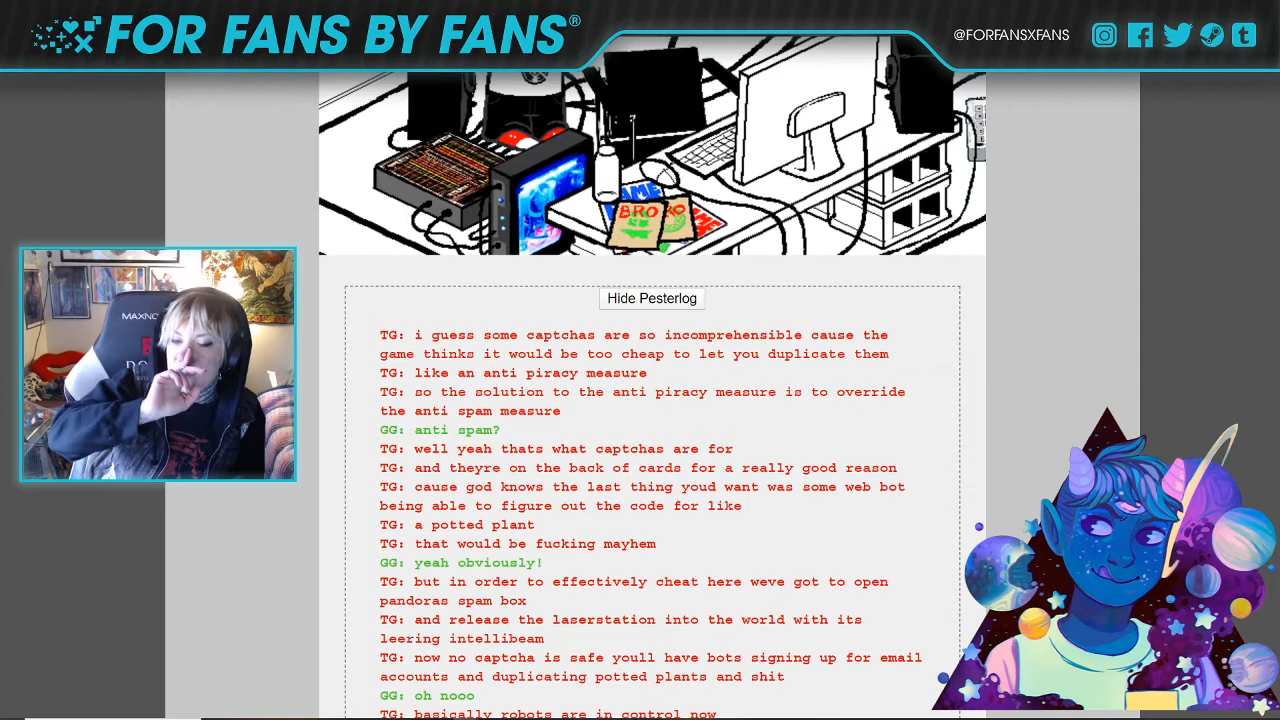 FOR FANS BY FANS®
@FORFANSXFANS
GAME
BRO
MAXNO
Hide Pesterlog
TG: i guess some captchas are so incomprehensible cause the
game thinks it would be too cheap to let you duplicate them
TG: like an anti piracy measure
TG: so the solution to the anti piracy measure is to override
the anti spam measure
GG: anti spam?
TG: well yeah thats what captchas are for
TG: and theyre on the back of cards for a really good reason
TG: cause god knows the last thing youd want was some web bot
being able to figure out the code for like
TG: a potted plant
TG: that would be fucking mayhem
GG: yeah obviously!
TG: but in order to effectively cheat here weve got to open
pandoras spam box
TG: and release the laserstation into the world with its
leering intellibeam
TG: now no captcha is safe youll have bots signing up for email
accounts and duplicating potted plants and shit
GG: oh nooo
TG: basically robots are in control now